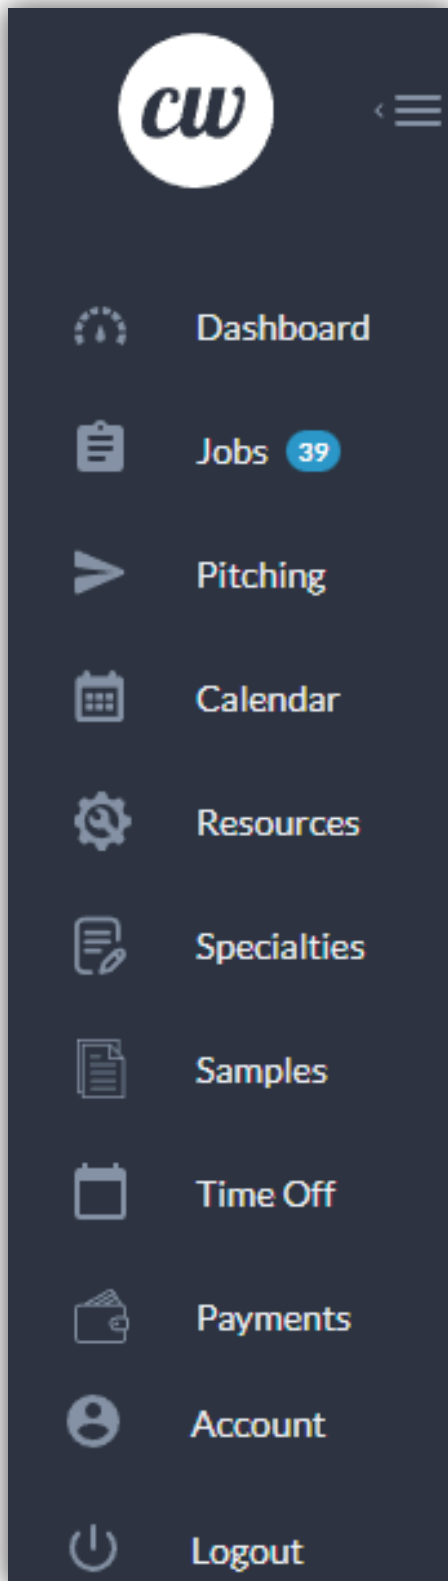 cw
Dashboard
Jobs 39
Pitching
Calendar
Resources
Specialties
Samples
Time Off
Payments
Account
Logout